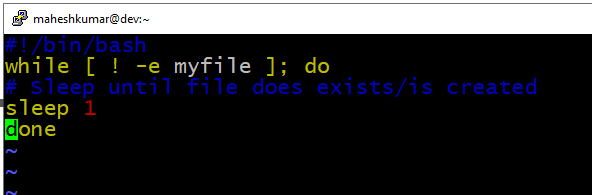 maheshkumar@dev:~
#!/bin/bash
while [ ! -e myfile ]; do
# Sleep until file does exists/is created
sleep 1
done
~
~
~